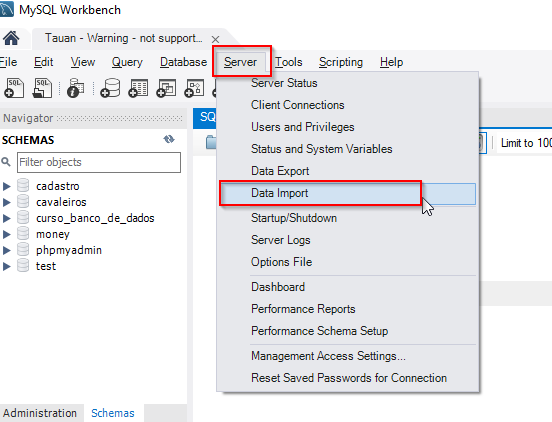 MySQL Workbench
Tauan - Warning - not support...
File Edit View Query Database Server Tools Scripting Help
Navigator
SCHEMAS
Filter objects
cadastro
cavaleiros
curso_banco_de_dados
money
phpmyadmin
test
Administration Schemas
SQ
Limit to 100
Server Status
Client Connections
Users and Privileges
Status and System Variables
Data Export
Data Import
Startup/Shutdown
Server Logs
Options File
Dashboard
Performance Reports
Performance Schema Setup
Management Access Settings...
Reset Saved Passwords for Connection